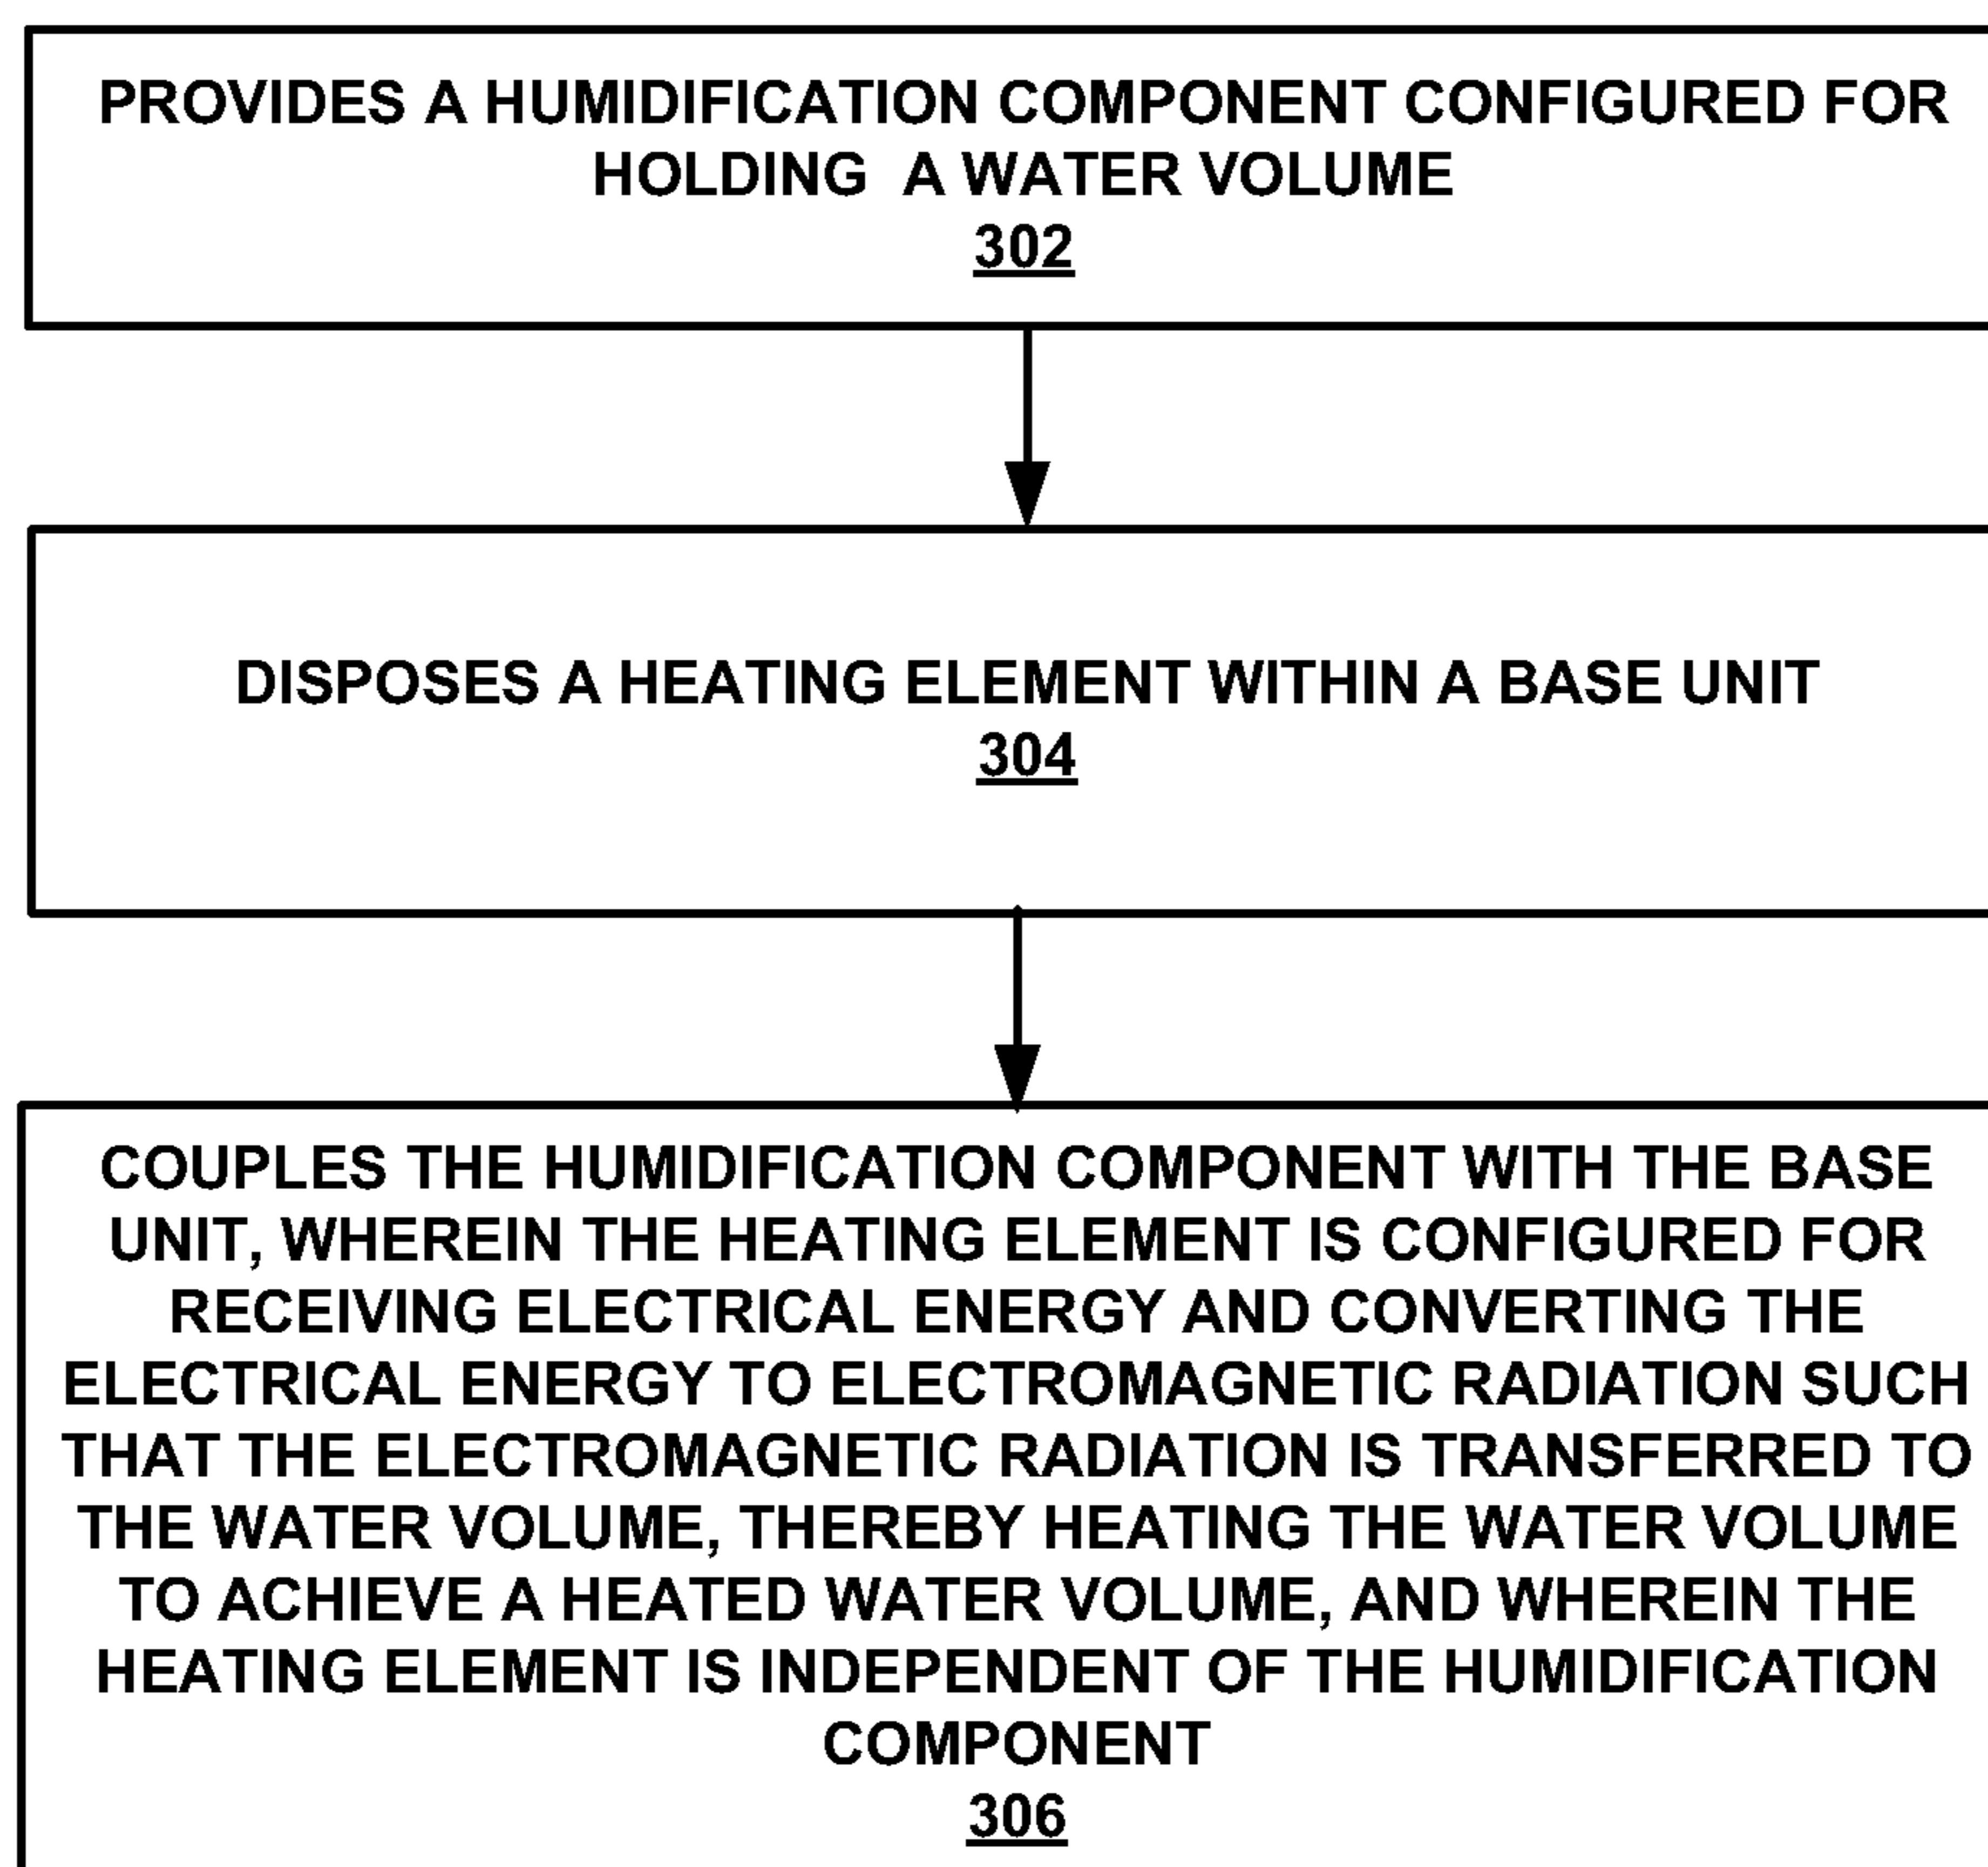 PROVIDES A HUMIDIFICATION COMPONENT CONFIGURED FOR
HOLDING A WATER VOLUME
302
DISPOSES A HEATING ELEMENT WITHIN A BASE UNIT
304
COUPLES THE HUMIDIFICATION COMPONENT WITH THE BASE
UNIT, WHEREIN THE HEATING ELEMENT IS CONFIGURED FOR
RECEIVING ELECTRICAL ENERGY AND CONVERTING THE
ELECTRICAL ENERGY TO ELECTROMAGNETIC RADIATION SUCH
THAT THE ELECTROMAGNETIC RADIATION IS TRANSFERRED TO
THE WATER VOLUME, THEREBY HEATING THE WATER VOLUME
TO ACHIEVE A HEATED WATER VOLUME, AND WHEREIN THE
HEATING ELEMENT IS INDEPENDENT OF THE HUMIDIFICATION
COMPONENT
306